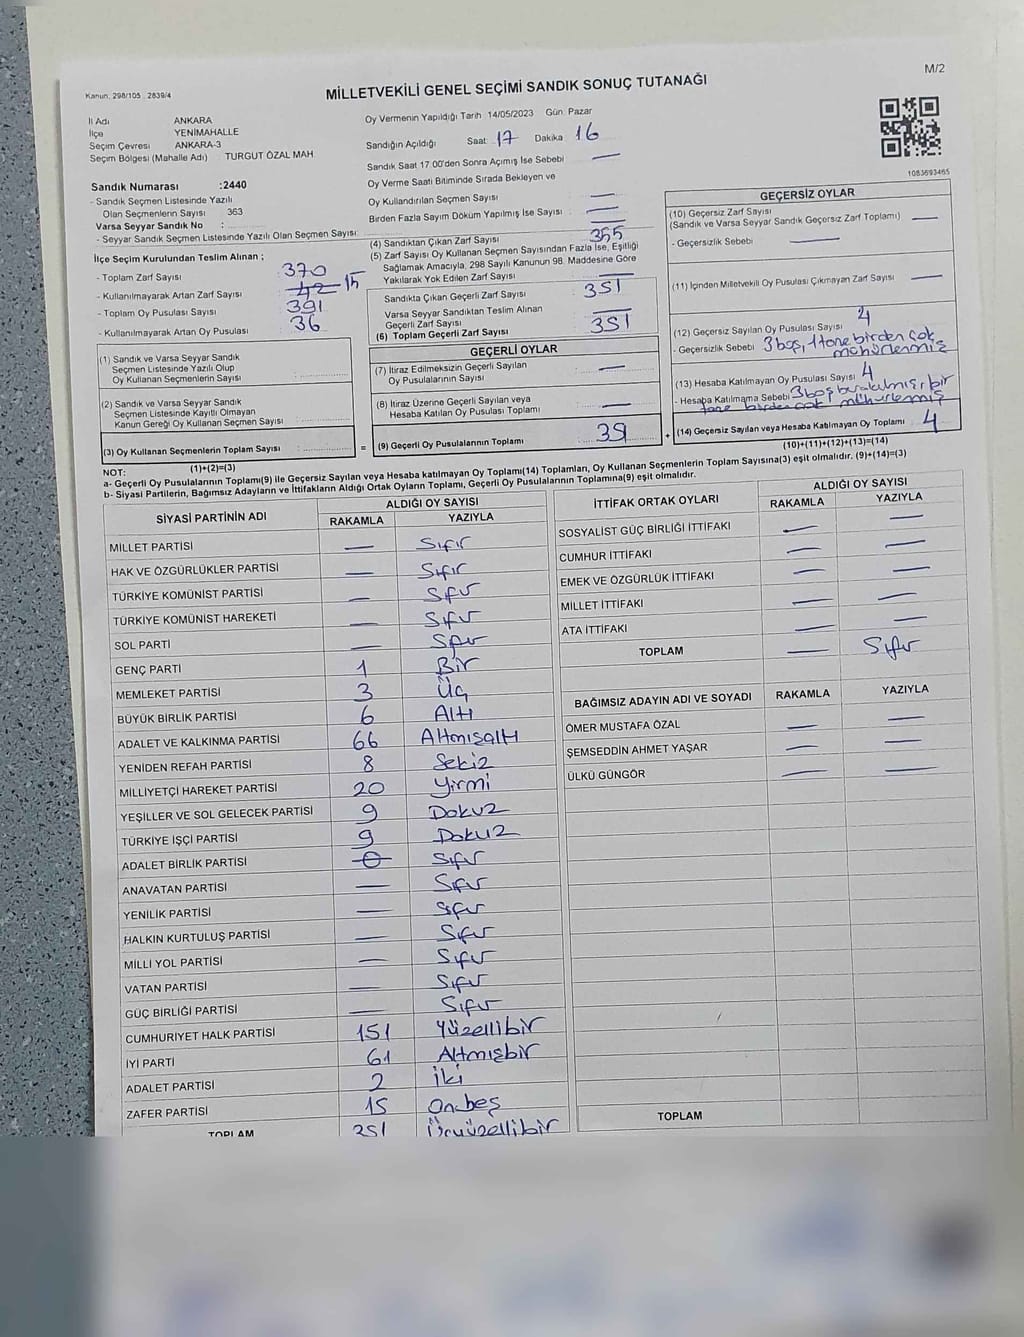 M/2
Kanun: 298/105 2839/4
MİLLETVEKİLİ GENEL SEÇİMİ SANDIK SONUÇ TUTANAĞI
İl Adı ANKARA
İlçe YENİMAHALLE
Seçim Çevresi ANKARA-3
Seçim Bölgesi (Mahalle Adı) TURGUT ÖZAL MAH
Sandık Numarası :2440
- Sandık Seçmen Listesinde Yazılı
Olan Seçmenlerin Sayısı 363
Varsa Seyyar Sandık No :
- Seyyar Sandık Seçmen Listesinde Yazılı Olan Seçmen Sayısı:
Oy Vermenin Yapıldığı Tarih 14/05/2023 Gün Pazar
Sandığın Açıldığı Saat 17 Dakika 16
Sandık Saat 17.00'den Sonra Açılmış İse Sebebi —
Oy Verme Saati Bitiminde Sırada Bekleyen ve
Oy Kullandırılan Seçmen Sayısı —
Birden Fazla Sayım Döküm Yapılmış İse Sayısı : —
1083693465
İlçe Seçim Kurulundan Teslim Alınan ;
- Toplam Zarf Sayısı 370
- Kullanılmayarak Artan Zarf Sayısı 42 15
- Toplam Oy Pusulası Sayısı 391
- Kullanılmayarak Artan Oy Pusulası 36
(4) Sandıktan Çıkan Zarf Sayısı 355
(5) Zarf Sayısı Oy Kullanan Seçmen Sayısından Fazla İse, Eşitliği
Sağlamak Amacıyla, 298 Sayılı Kanunun 98. Maddesine Göre
Yakılarak Yok Edilen Zarf Sayısı —
Sandıkta Çıkan Geçerli Zarf Sayısı 351
Varsa Seyyar Sandıktan Teslim Alınan
Geçerli Zarf Sayısı —
(6) Toplam Geçerli Zarf Sayısı 351
GEÇERSİZ OYLAR
(10) Geçersiz Zarf Sayısı
(Sandık ve Varsa Seyyar Sandık Geçersiz Zarf Toplamı) —
- Geçersizlik Sebebi —
(11) İçinden Milletvekili Oy Pusulası Çıkmayan Zarf Sayısı —
(12) Geçersiz Sayılan Oy Pusulası Sayısı 4
- Geçersizlik Sebebi 3 boş, 1 tane birden çok
mühürlenmiş
(13) Hesaba Katılmayan Oy Pusulası Sayısı 4
- Hesaba Katılmama Sebebi 3 boş bırakılmış, bir
tane birden çok mühürlenmiş
(14) Geçersiz Sayılan veya Hesaba Katılmayan Oy Toplamı 4
(10)+(11)+(12)+(13)=(14)
(1) Sandık ve Varsa Seyyar Sandık
Seçmen Listesinde Yazılı Olup
Oy Kullanan Seçmenlerin Sayısı :
(2) Sandık ve Varsa Seyyar Sandık
Seçmen Listesinde Kayıtlı Olmayan
Kanun Gereği Oy Kullanan Seçmen Sayısı :
(3) Oy Kullanan Seçmenlerin Toplam Sayısı : =
(1)+(2)=(3)
GEÇERLİ OYLAR
(7) İtiraz Edilmeksizin Geçerli Sayılan
Oy Pusulalarının Sayısı —
(8) İtiraz Üzerine Geçerli Sayılan veya
Hesaba Katılan Oy Pusulası Toplamı —
(9) Geçerli Oy Pusulalarının Toplamı +
NOT:
a- Geçerli Oy Pusulalarının Toplamı(9) ile Geçersiz Sayılan veya Hesaba katılmayan Oy Toplamı(14) Toplamları, Oy Kullanan Seçmenlerin Toplam Sayısına(3) eşit olmalıdır. (9)+(14)=(3)
b- Siyasi Partilerin, Bağımsız Adayların ve İttifakların Aldığı Ortak Oyların Toplamı, Geçerli Oy Pusulalarının Toplamına(9) eşit olmalıdır.
SİYASİ PARTİNİN ADI ALDIĞI OY SAYISI
RAKAMLA YAZIYLA
MİLLET PARTİSİ — Sıfır
HAK VE ÖZGÜRLÜKLER PARTİSİ — Sıfır
TÜRKİYE KOMÜNİST PARTİSİ — Sıfır
TÜRKİYE KOMÜNİST HAREKETİ — Sıfır
SOL PARTİ — Sıfır
GENÇ PARTİ 1 Bir
MEMLEKET PARTİSİ 3 Üç
BÜYÜK BİRLİK PARTİSİ 6 Altı
ADALET VE KALKINMA PARTİSİ 66 Altmışaltı
YENİDEN REFAH PARTİSİ 8 Sekiz
MİLLİYETÇİ HAREKET PARTİSİ 20 Yirmi
YEŞİLLER VE SOL GELECEK PARTİSİ 9 Dokuz
TÜRKİYE İŞÇİ PARTİSİ 9 Dokuz
ADALET BİRLİK PARTİSİ 0 Sıfır
ANAVATAN PARTİSİ — Sıfır
YENİLİK PARTİSİ — Sıfır
HALKIN KURTULUŞ PARTİSİ — Sıfır
MİLLİ YOL PARTİSİ — Sıfır
VATAN PARTİSİ — Sıfır
GÜÇ BİRLİĞİ PARTİSİ — Sıfır
CUMHURİYET HALK PARTİSİ 151 Yüzellibir
İYİ PARTİ 61 Altmışbir
ADALET PARTİSİ 2 İki
ZAFER PARTİSİ 15 Onbeş
TOPLAM 351 Üçyüzellibir
İTTİFAK ORTAK OYLARI ALDIĞI OY SAYISI
RAKAMLA YAZIYLA
SOSYALİST GÜÇ BİRLİĞİ İTTİFAKI — —
CUMHUR İTTİFAKI — —
EMEK VE ÖZGÜRLÜK İTTİFAKI — —
MİLLET İTTİFAKI — —
ATA İTTİFAKI — —
TOPLAM — Sıfır
BAĞIMSIZ ADAYIN ADI VE SOYADI RAKAMLA YAZIYLA
ÖMER MUSTAFA ÖZAL — —
ŞEMSEDDİN AHMET YAŞAR — —
ÜLKÜ GÜNGÖR — —
TOPLAM